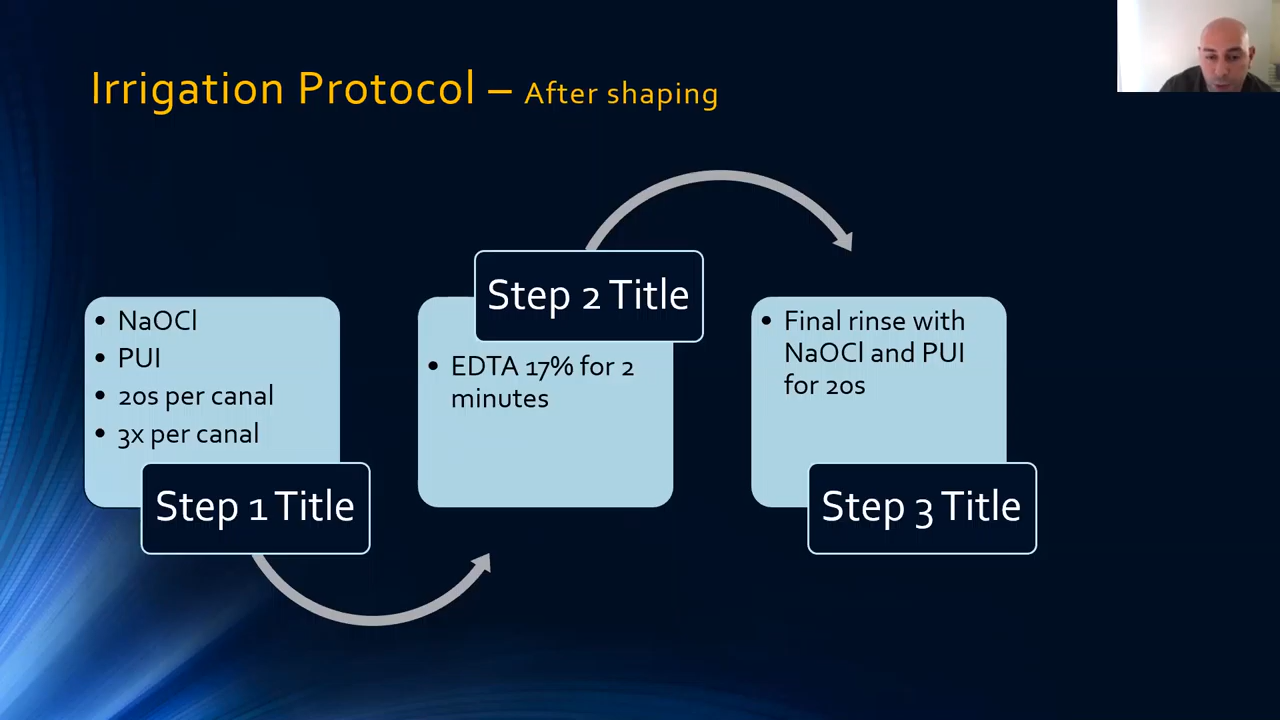 Irrigation Protocol – After shaping
NaOCl
PUI
20s per canal
3x per canal
Step 1 Title
Step 2 Title
EDTA 17% for 2
minutes
Final rinse with
NaOCl and PUI
for 20s
Step 3 Title